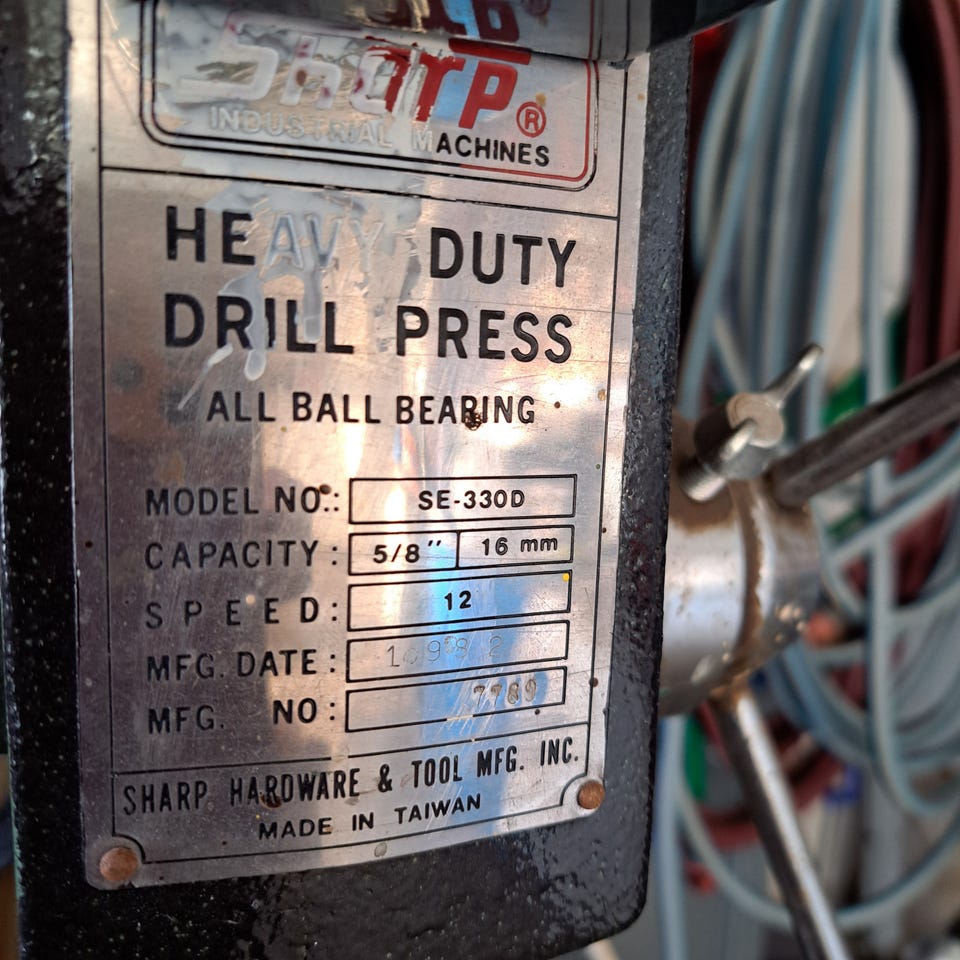 Sharp®
INDUSTRIAL MACHINES
HEAVY DUTY
DRILL PRESS
ALL BALL BEARING
MODEL NO.: SE-330D
CAPACITY: 5/8" 16 mm
SPEED: 12
MFG. DATE:
MFG. NO: 7789
SHARP HARDWARE & TOOL MFG. INC.
MADE IN TAIWAN